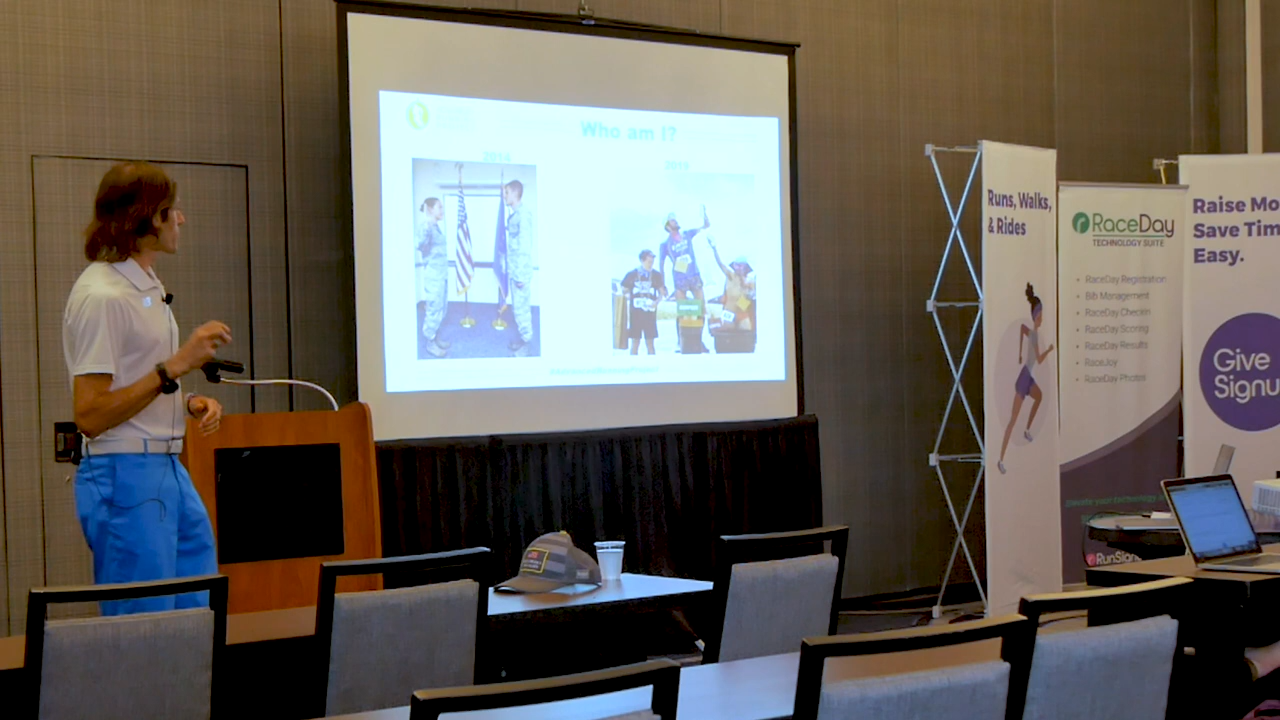 Who am I?
2014
Runs, Walks,
& Rides
RaceDay
TECHNOLOGY SUITE
• RaceDay Registration
• Bib Management
• RaceDay CheckIn
• RaceDay Scoring
• RaceDay Results
• RaceJoy
• RaceDay Photos
RunSign
Raise Mo
Save Tim
Easy.
Give
Signu